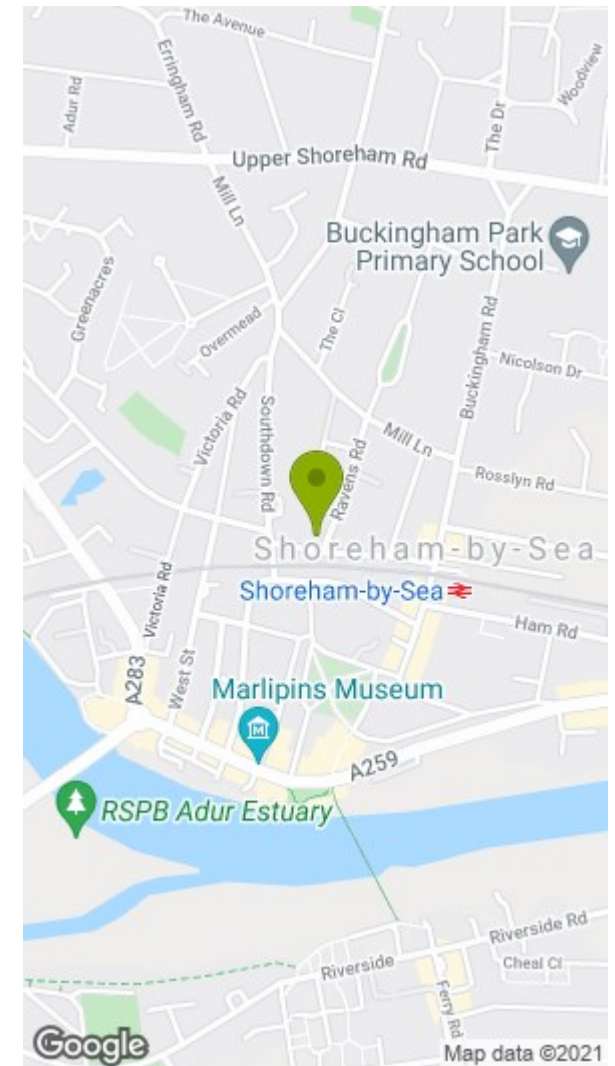 The Avenue
Erringham Rd
Adur Rd
Woodview
The Dr
Upper Shoreham Rd
Mill Ln
Buckingham Park
Primary School
Greenacres
Overmead
The Cl
Buckingham Rd
Nicolson Dr
Victoria Rd
Southdown Rd
Mill Ln
Ravens Rd
Rosslyn Rd
Shoreham-by-Sea
Shoreham-by-Sea
Victoria Rd
Ham Rd
West St
A283
Marlipins Museum
M
A259
RSPB Adur Estuary
Riverside Rd
Riverside
Cheal Cl
Ferry Rd
Google
Map data ©2021